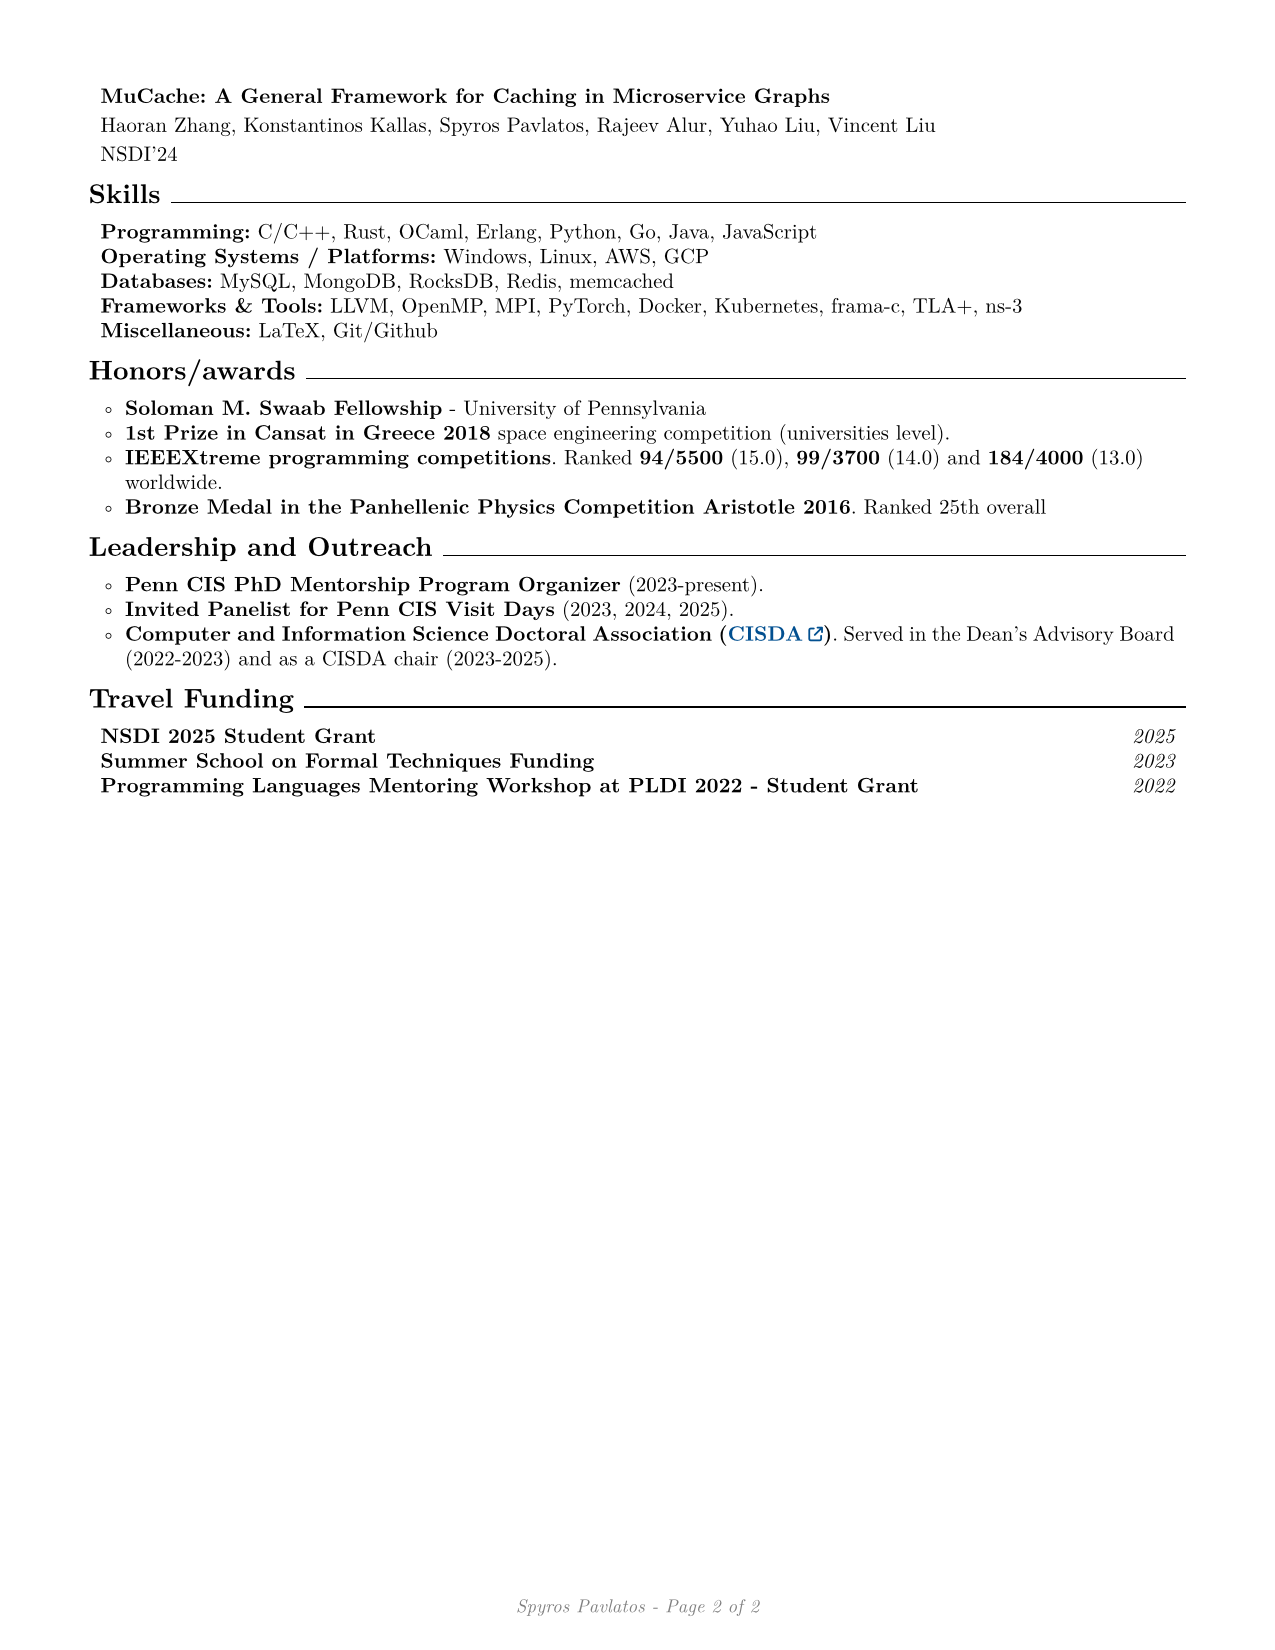 MuCache: A General Framework for Caching in Microservice Graphs
Haoran Zhang, Konstantinos Kallas, Spyros Pavlatos, Rajeev Alur, Yuhao Liu, Vincent Liu
NSDI'24
Skills
Programming: C/C++, Rust, OCaml, Erlang, Python, Go, Java, JavaScript
Operating Systems / Platforms: Windows, Linux, AWS, GCP
Databases: MySQL, MongoDB, RocksDB, Redis, memcached
Frameworks & Tools: LLVM, OpenMP, MPI, PyTorch, Docker, Kubernetes, frama-c, TLA+, ns-3
Miscellaneous: LaTeX, Git/Github
Honors/awards
◦ Soloman M. Swaab Fellowship - University of Pennsylvania
◦ 1st Prize in Cansat in Greece 2018 space engineering competition (universities level).
◦ IEEEXtreme programming competitions. Ranked 94/5500 (15.0), 99/3700 (14.0) and 184/4000 (13.0)
worldwide.
◦ Bronze Medal in the Panhellenic Physics Competition Aristotle 2016. Ranked 25th overall
Leadership and Outreach
◦ Penn CIS PhD Mentorship Program Organizer (2023-present).
◦ Invited Panelist for Penn CIS Visit Days (2023, 2024, 2025).
◦ Computer and Information Science Doctoral Association (CISDA). Served in the Dean's Advisory Board
(2022-2023) and as a CISDA chair (2023-2025).
Travel Funding
NSDI 2025 Student Grant 2025
Summer School on Formal Techniques Funding 2023
Programming Languages Mentoring Workshop at PLDI 2022 - Student Grant 2022
Spyros Pavlatos - Page 2 of 2